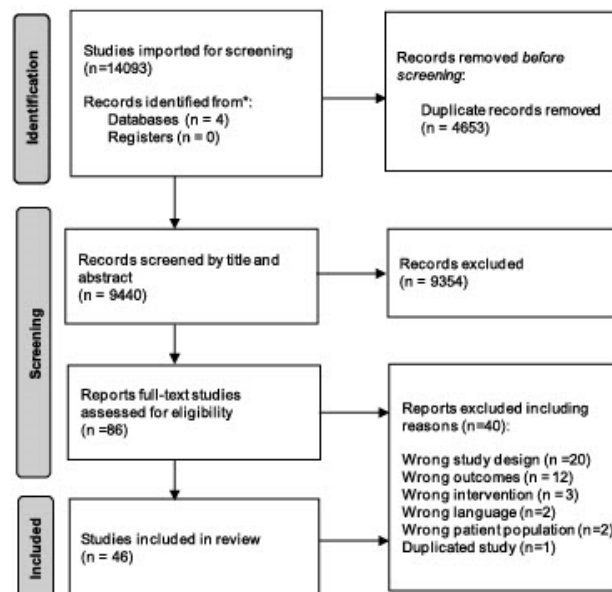 Identification
Studies imported for screening
(n=14093)
Records identified from*:
Databases (n = 4)
Registers (n = 0)
Records removed before
screening:
Duplicate records removed
(n = 4653)
Screening
Records screened by title and
abstract
(n = 9440)
Records excluded
(n = 9354)
Reports full-text studies
assessed for eligibility
(n =86)
Reports excluded including
reasons (n=40):
Wrong study design (n =20)
Wrong outcomes (n = 12)
Wrong intervention (n = 3)
Wrong language (n=2)
Wrong patient population (n=2)
Duplicated study (n=1)
Included
Studies included in review
(n = 46)